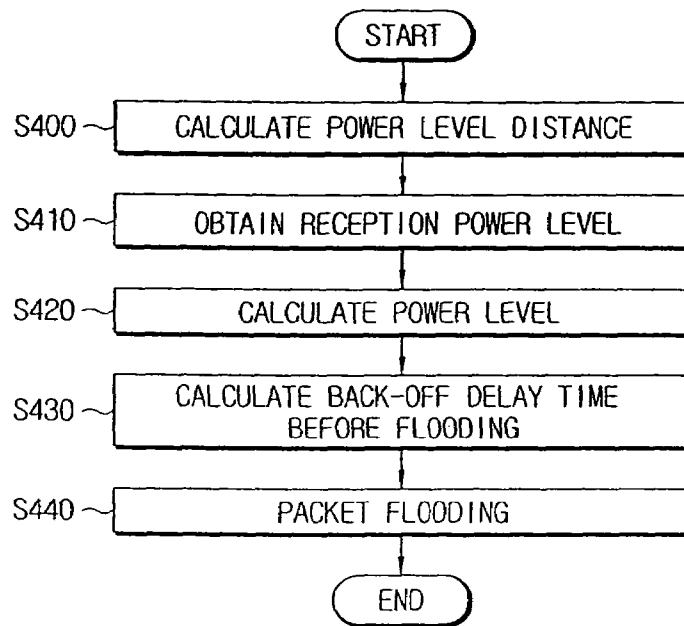 START
S400
CALCULATE POWER LEVEL DISTANCE
S410
OBTAIN RECEPTION POWER LEVEL
S420
CALCULATE POWER LEVEL
S430
CALCULATE BACK-OFF DELAY TIME
BEFORE FLOODING
S440
PACKET FLOODING
END